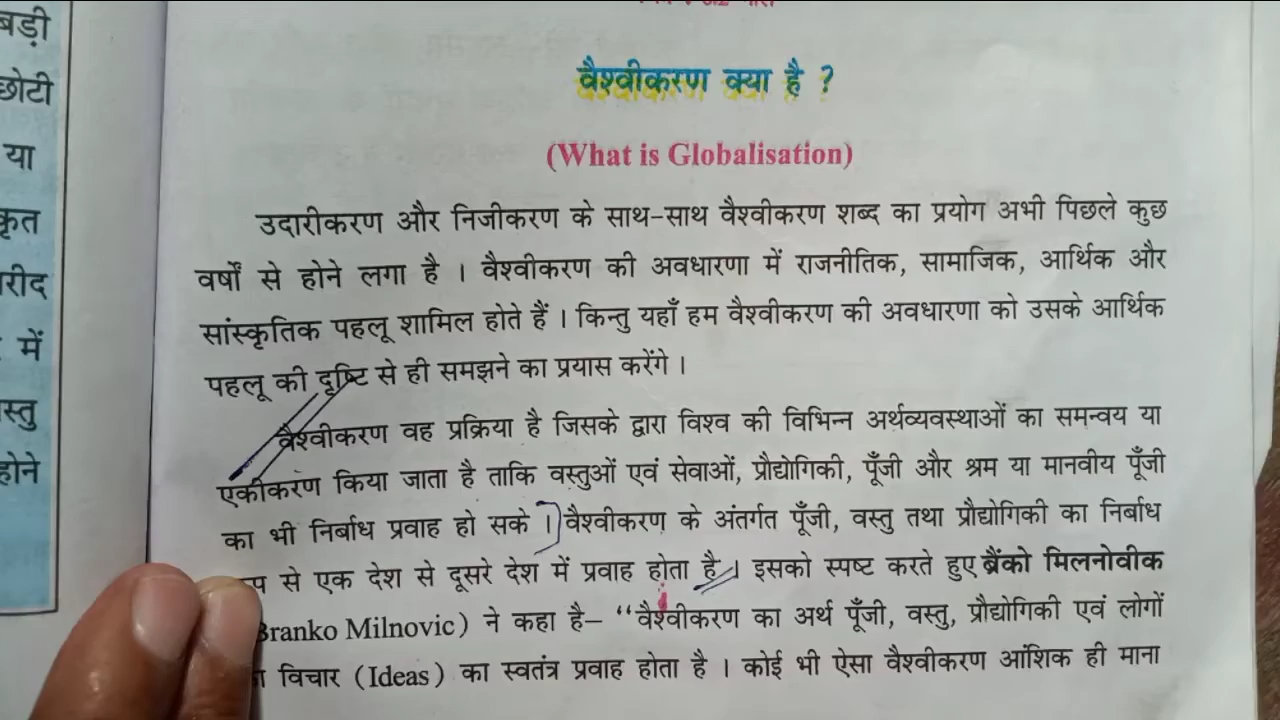 बड़ी
छोटी
या
कृत
रीद
में
स्तु
होने
वैश्वीकरण क्या है ?
(What is Globalisation)
उदारीकरण और निजीकरण के साथ-साथ वैश्वीकरण शब्द का प्रयोग अभी पिछले कुछ
वर्षों से होने लगा है । वैश्वीकरण की अवधारणा में राजनीतिक, सामाजिक, आर्थिक और
सांस्कृतिक पहलू शामिल होते हैं । किन्तु यहाँ हम वैश्वीकरण की अवधारणा को उसके आर्थिक
पहलू की दृष्टि से ही समझने का प्रयास करेंगे ।
वैश्वीकरण वह प्रक्रिया है जिसके द्वारा विश्व की विभिन्न अर्थव्यवस्थाओं का समन्वय या
एकीकरण किया जाता है ताकि वस्तुओं एवं सेवाओं, प्रौद्योगिकी, पूँजी और श्रम या मानवीय पूँजी
का भी निर्बाध प्रवाह हो सके । वैश्वीकरण के अंतर्गत पूँजी, वस्तु तथा प्रौद्योगिकी का निर्बाध
से एक देश से दूसरे देश में प्रवाह होता है । इसको स्पष्ट करते हुए ब्रैंको मिलनोवीक
Branko Milnovic) ने कहा है– “वैश्वीकरण का अर्थ पूँजी, वस्तु, प्रौद्योगिकी एवं लोगों
विचार (Ideas) का स्वतंत्र प्रवाह होता है । कोई भी ऐसा वैश्वीकरण आंशिक ही माना